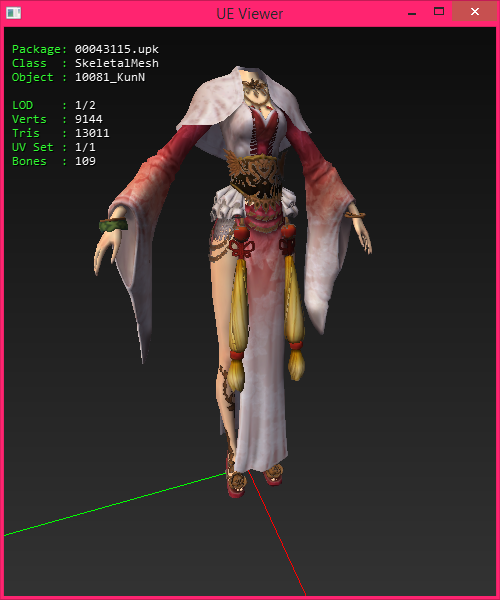 UE Viewer
Package: 00043115.upk
Class  : SkeletalMesh
Object : 10081_KunN
LOD    : 1/2
Verts  : 9144
Tris   : 13011
UV Set : 1/1
Bones  : 109